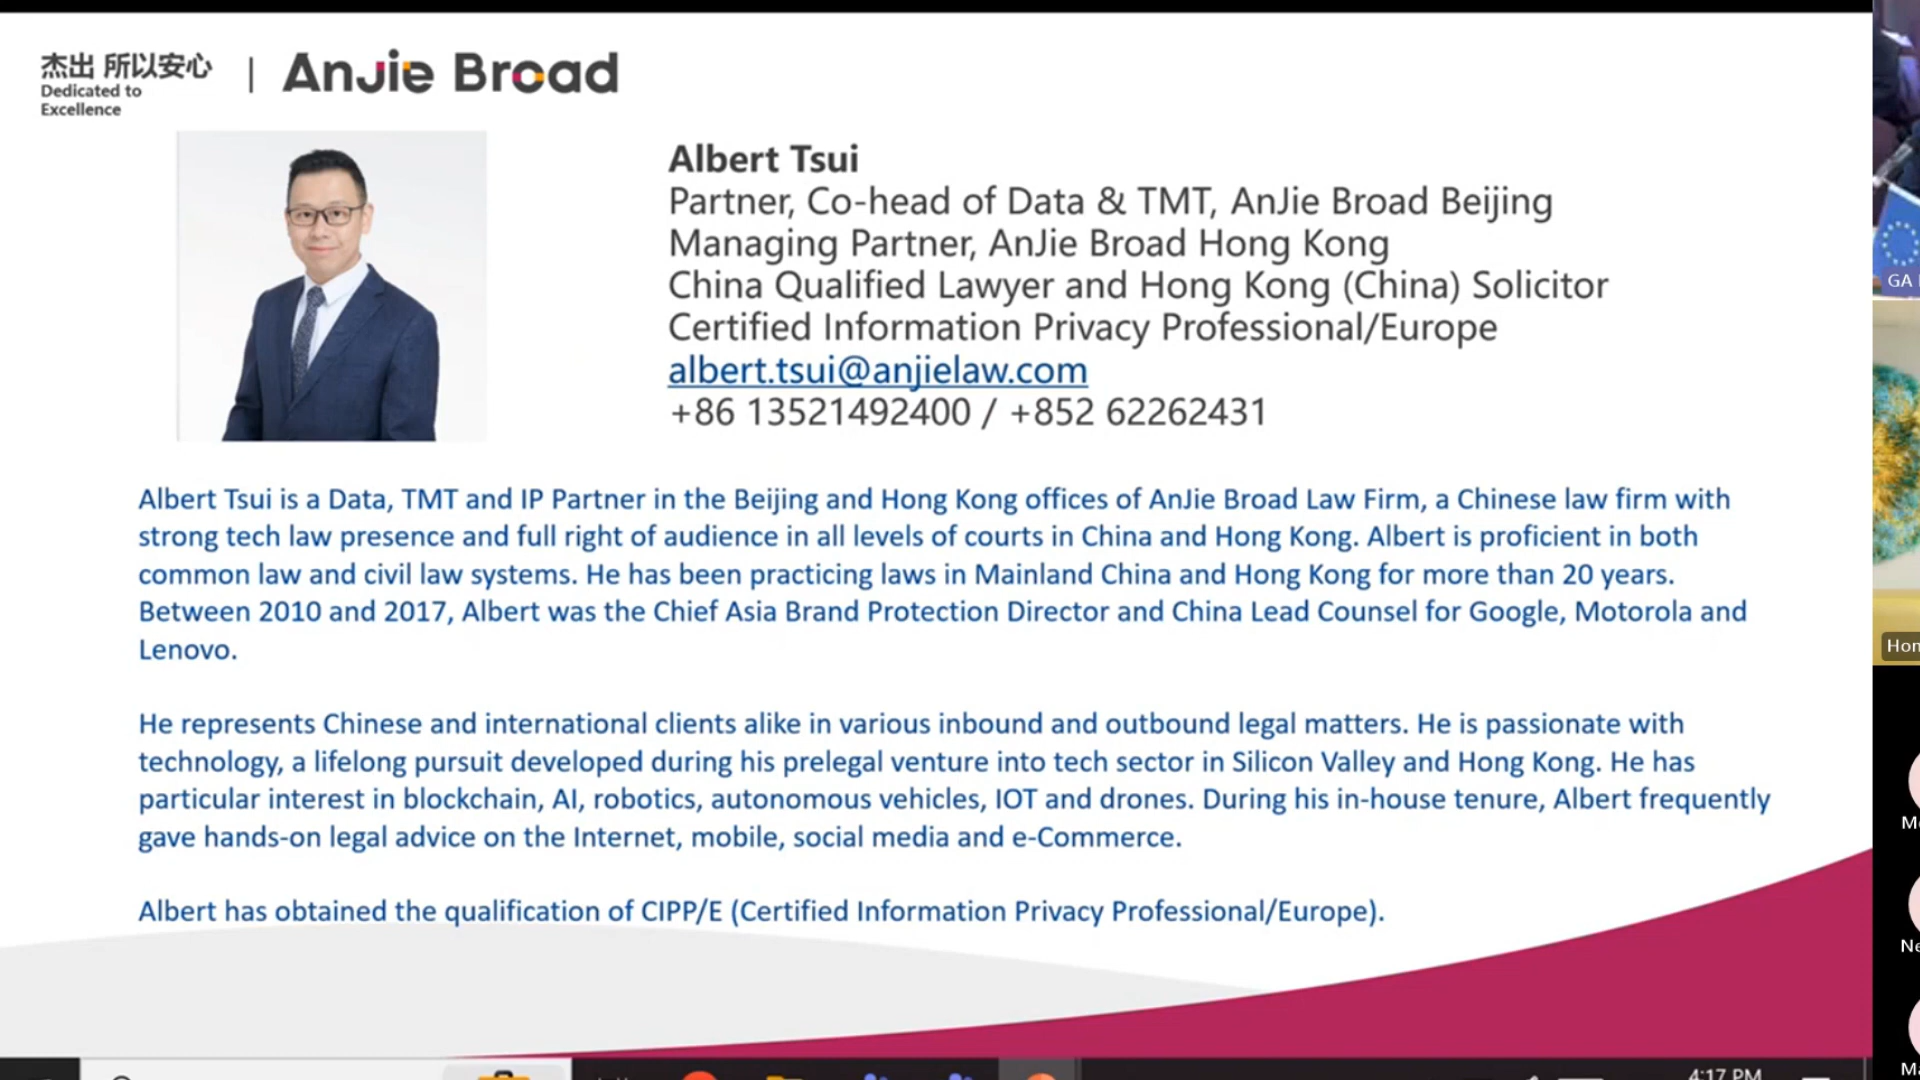 杰出 所以安心
Dedicated to
Excellence
AnJie Broad
Albert Tsui
Partner, Co-head of Data & TMT, AnJie Broad Beijing
Managing Partner, AnJie Broad Hong Kong
China Qualified Lawyer and Hong Kong (China) Solicitor
Certified Information Privacy Professional/Europe
albert.tsui@anjielaw.com
+86 13521492400 / +852 62262431
Albert Tsui is a Data, TMT and IP Partner in the Beijing and Hong Kong offices of AnJie Broad Law Firm, a Chinese law firm with
strong tech law presence and full right of audience in all levels of courts in China and Hong Kong. Albert is proficient in both
common law and civil law systems. He has been practicing laws in Mainland China and Hong Kong for more than 20 years.
Between 2010 and 2017, Albert was the Chief Asia Brand Protection Director and China Lead Counsel for Google, Motorola and
Lenovo.
He represents Chinese and international clients alike in various inbound and outbound legal matters. He is passionate with
technology, a lifelong pursuit developed during his prelegal venture into tech sector in Silicon Valley and Hong Kong. He has
particular interest in blockchain, AI, robotics, autonomous vehicles, IOT and drones. During his in-house tenure, Albert frequently
gave hands-on legal advice on the Internet, mobile, social media and e-Commerce.
Albert has obtained the qualification of CIPP/E (Certified Information Privacy Professional/Europe).
GA
4:17 PM